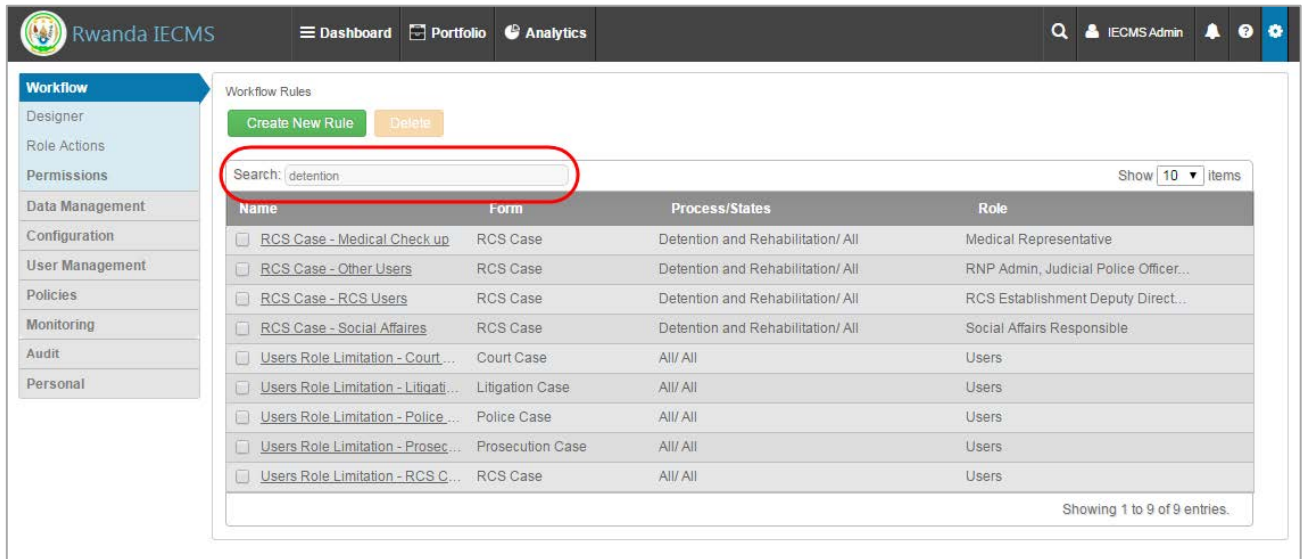 Rwanda IECMS Dashboard Portfolio Analytics IECMS Admin
Workflow
Designer
Role Actions
Permissions
Data Management
Configuration
User Management
Policies
Monitoring
Audit
Personal
Workflow Rules
Create New Rule Delete
Search: detention Show 10 items
Name Form Process/States Role
RCS Case - Medical Check up RCS Case Detention and Rehabilitation/ All Medical Representative
RCS Case - Other Users RCS Case Detention and Rehabilitation/ All RNP Admin, Judicial Police Officer...
RCS Case - RCS Users RCS Case Detention and Rehabilitation/ All RCS Establishment Deputy Direct...
RCS Case - Social Affaires RCS Case Detention and Rehabilitation/ All Social Affairs Responsible
Users Role Limitation - Court ... Court Case All/ All Users
Users Role Limitation - Litigati... Litigation Case All/ All Users
Users Role Limitation - Police ... Police Case All/ All Users
Users Role Limitation - Prosec... Prosecution Case All/ All Users
Users Role Limitation - RCS C... RCS Case All/ All Users
Showing 1 to 9 of 9 entries.